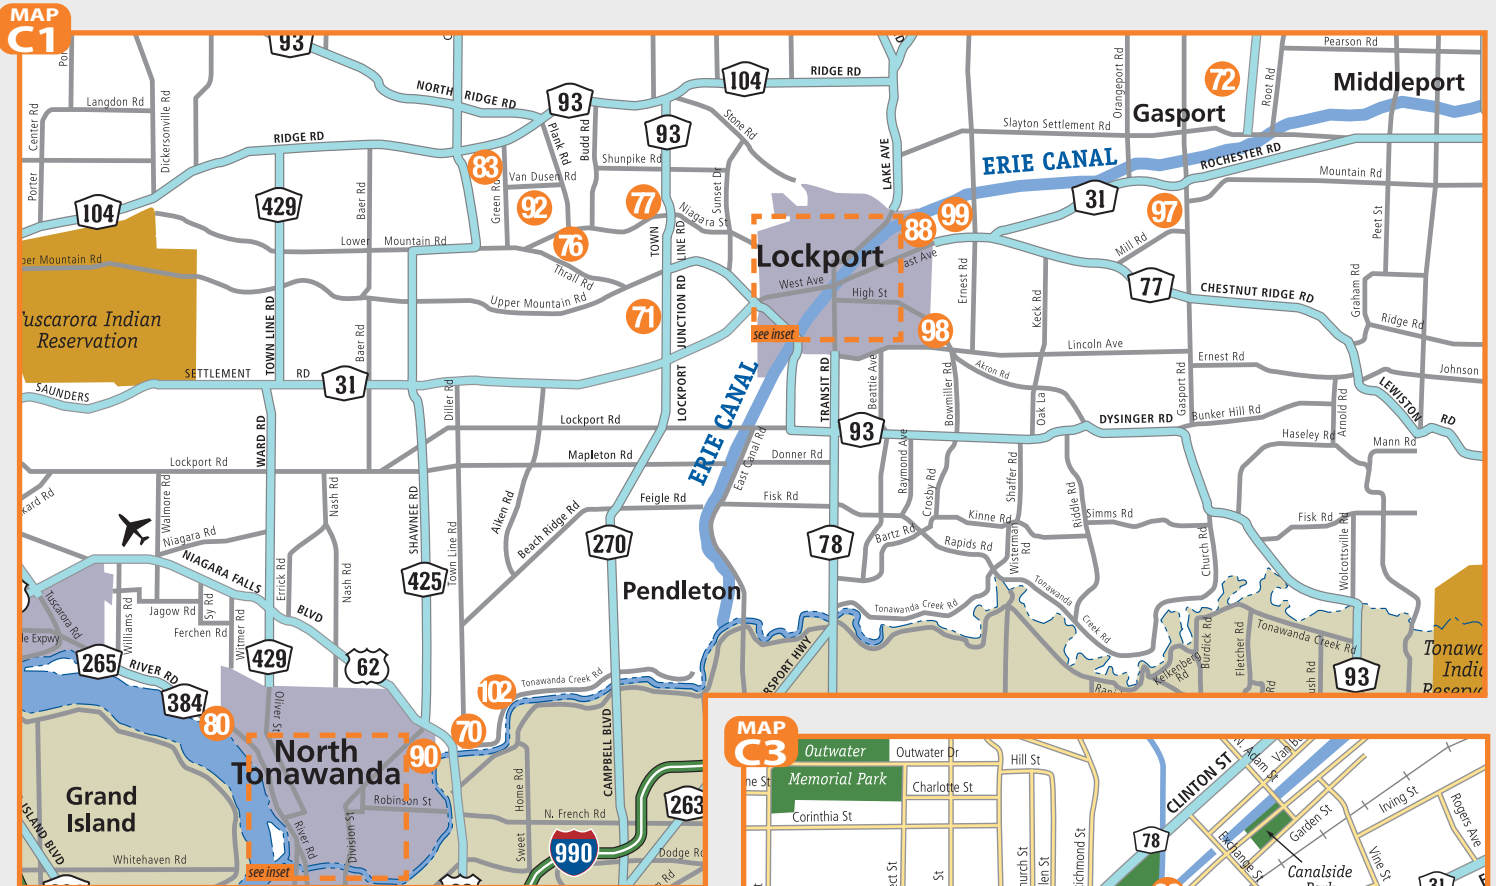 MAP
C1
93
Langdon Rd
Center Rd
Porter
Dickersonville Rd
NORTH RIDGE RD
93
104
RIDGE RD
Pearson Rd
72
Root Rd
Middleport
Gasport
Orangeport Rd
Slayton Settlement Rd
ERIE CANAL
ROCHESTER RD
Mountain Rd
RIDGE RD
83
Plank Rd
Budd Rd
93
Stone Rd
Shunpike Rd
Van Dusen Rd
Green Rd
92
77
Sunset Dr
Niagara St
LAKE AVE
31
97
Peet St
104
429
Baer Rd
Lower Mountain Rd
76
TOWN LINE RD
88
99
Mill Rd
Lockport
West Ave
East Ave
High St
Ernest Rd
Keck Rd
77
CHESTNUT RIDGE RD
Graham Rd
Ridge Rd
per Mountain Rd
Thrall Rd
Upper Mountain Rd
71
LOCKPORT JUNCTION RD
see inset
98
Tuscarora Indian
Reservation
TOWN LINE RD
Baer Rd
Lincoln Ave
Ernest Rd
Johnson
SAUNDERS
SETTLEMENT RD
31
Diller Rd
ERIE CANAL
TRANSIT RD
Beattie Ave
Bowmiller Rd
Akron Rd
Oak La
Gasport Rd
Bunker Hill Rd
Arnold Rd
LEWISTON RD
WARD RD
Lockport Rd
93
DYSINGER RD
Haseley Rd
Mann Rd
Lockport Rd
Mapleton Rd
East Canal Rd
Donner Rd
Raymond Ave
Crosby Rd
Shaffer Rd
Riddle Rd
Walmore Rd
Nash Rd
SHAWNEE RD
Aiken Rd
Beach Ridge Rd
Feigle Rd
Fisk Rd
Kinne Rd
Simms Rd
Fisk Rd
Wolcottsville Rd
Niagara Rd
270
78
Bartz Rd
Rapids Rd
Wisterman
Rd
Church Rd
NIAGARA FALLS BLVD
Errick Rd
Nash Rd
425
Town Line Rd
Pendleton
Tonawanda Creek Rd
Tonawanda Creek Rd
Tuscarora Rd
Williams Rd
Jagow Rd
Sy Rd
Ferchen Rd
Witmer Rd
le Expwy
265
RIVER RD
384
429
62
102
Tonawanda Creek Rd
RSPORT HWY
Kelkenberg
Rd
Burdick Rd
Fletcher Rd
Tonawanda Creek Rd
93
Tonawa
India
Reserv
80
Oliver St
North
Tonawanda
70
90
CAMPBELL BLVD
Grand
Island
ISLAND BLVD
Whitehaven Rd
see inset
River Rd
Division St
Robinson St
Sweet Home Rd
N. French Rd
990
263
Dodge Rd
MAP
C3
Outwater
Memorial Park
Outwater Dr
Charlotte St
Corinthia St
Hill St
CLINTON ST
N. Adam St
78
Exchange St
Garden St
Irving St
Rogers Ave
Vine St
Canalside
31